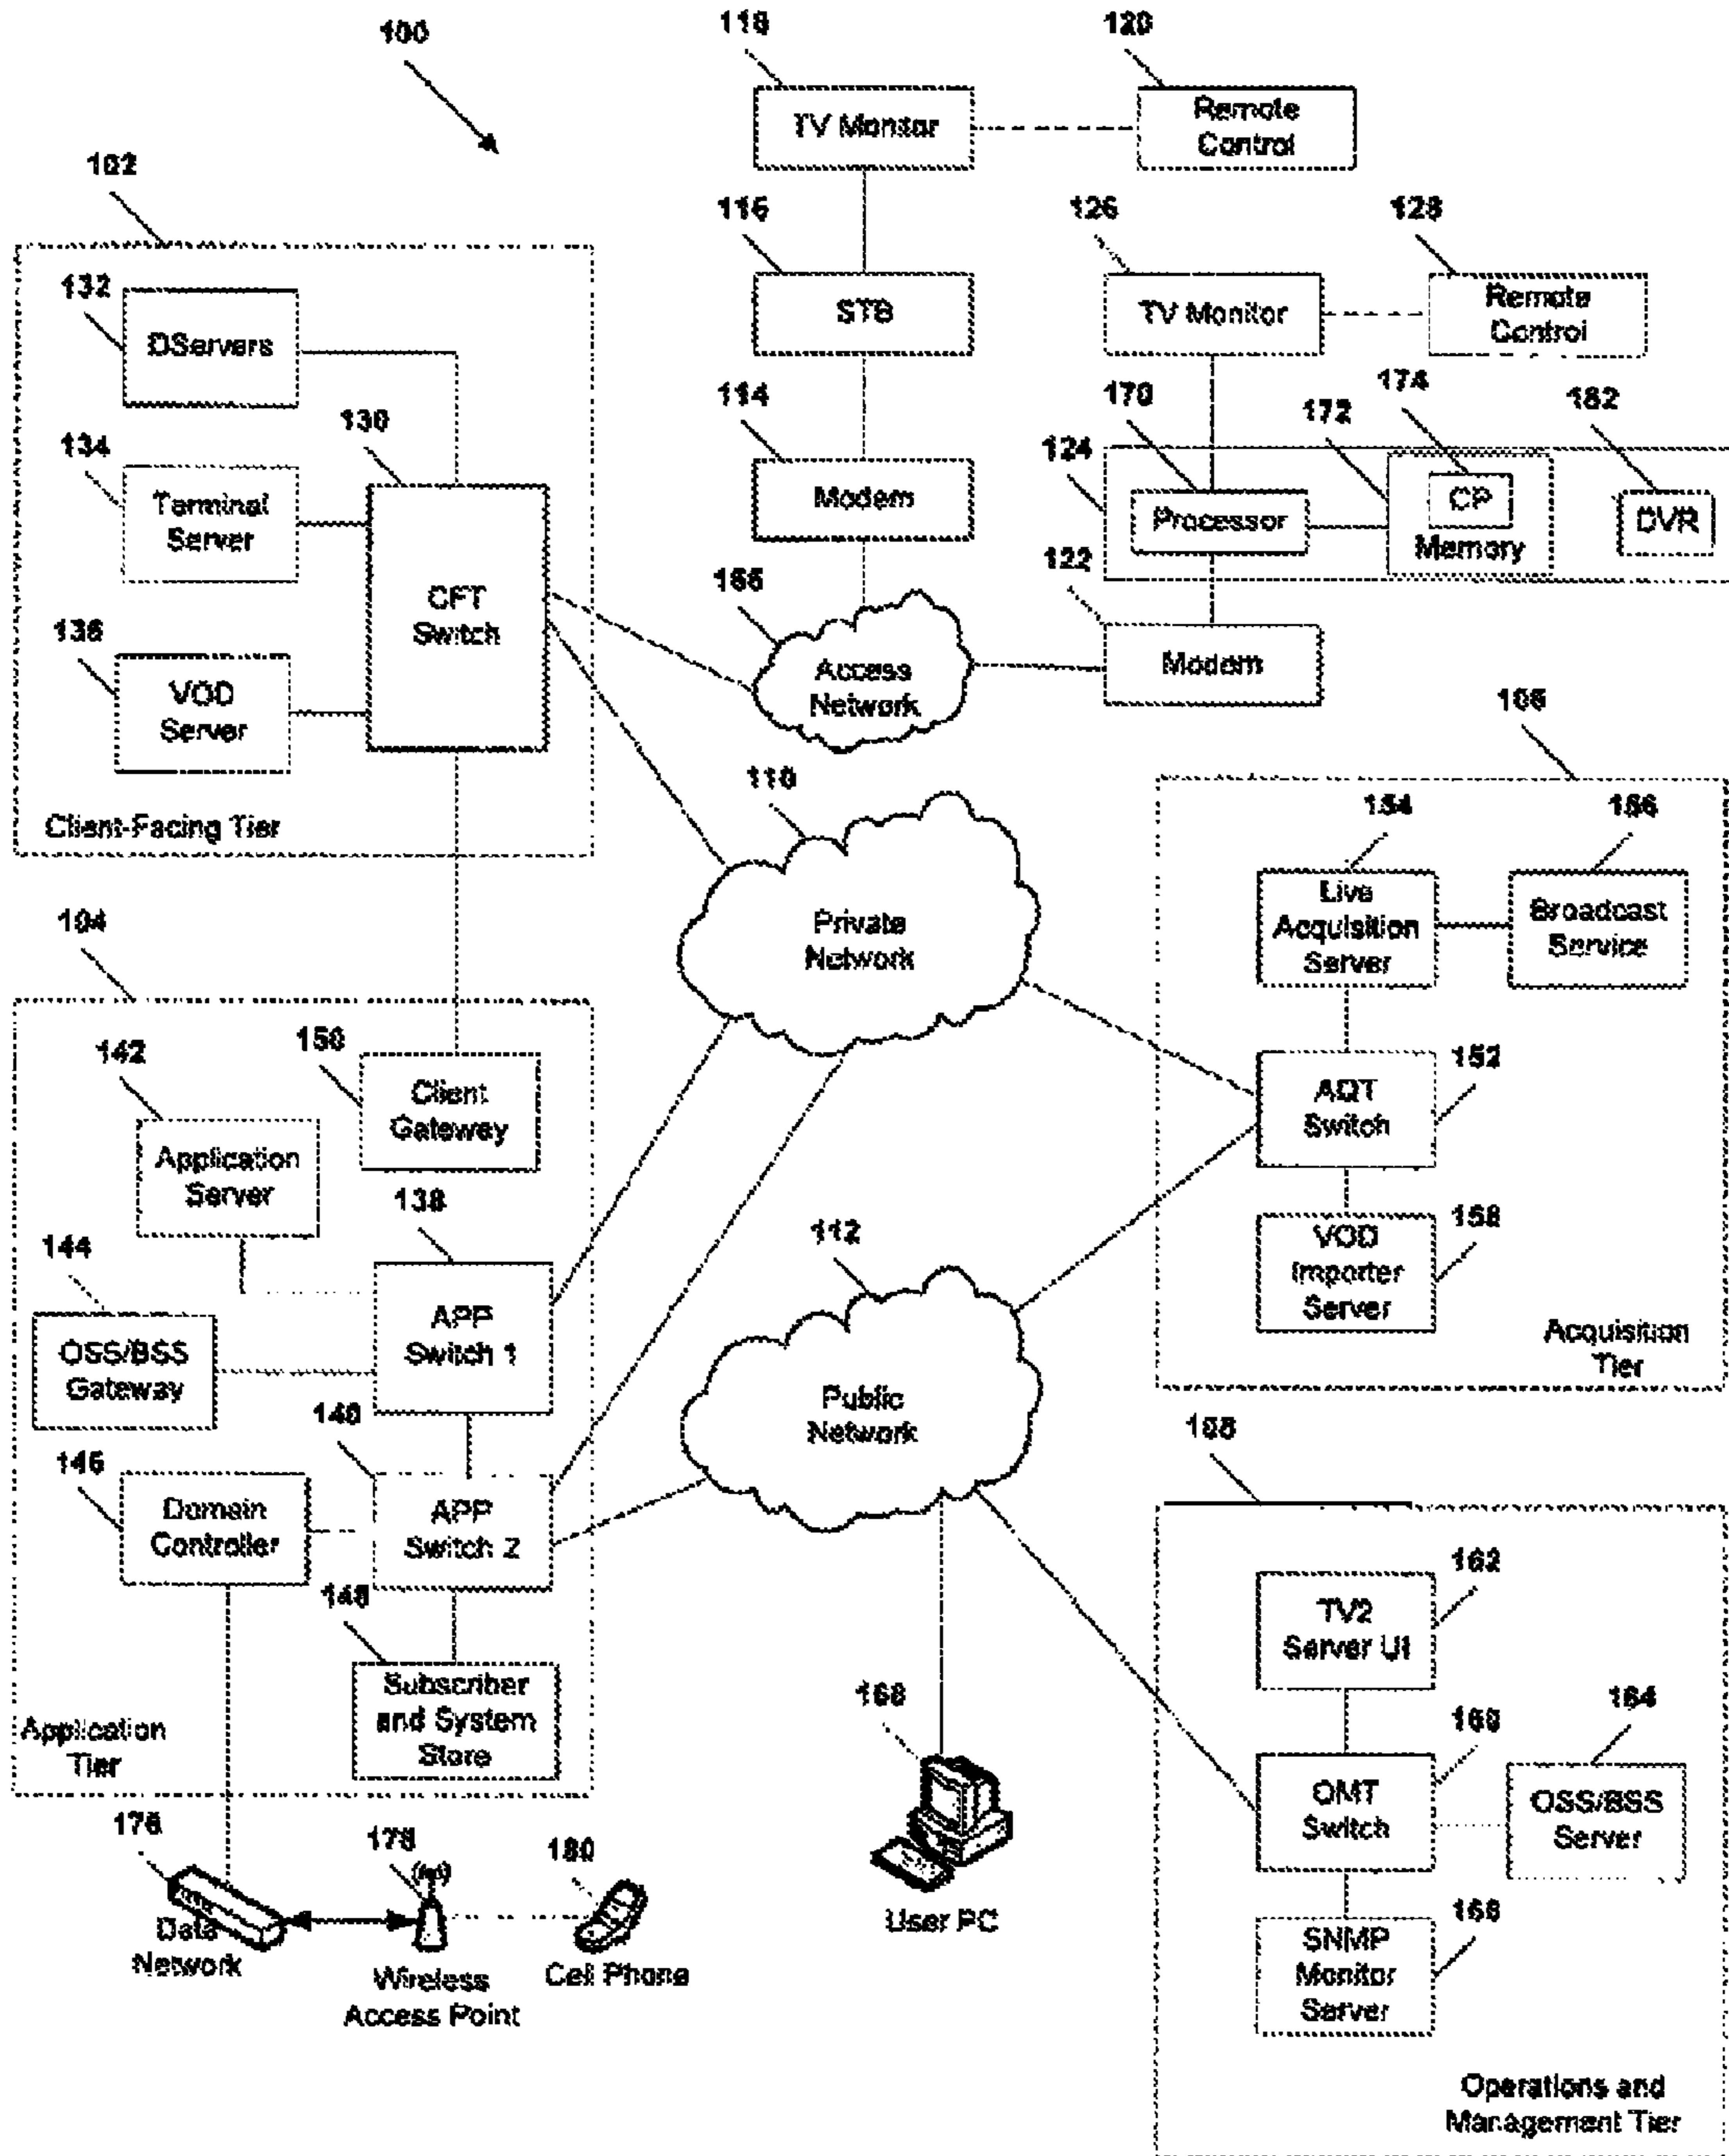 100
118
120
TV Monitor
Remote
Control
102
116
126
128
132
DServers
STB
TV Monitor
Remote
Control
130
114
170
172
174
182
134
Terminal
Server
124
Modem
Processor
CP
Memory
DVR
122
CFT
Switch
136
VOD
Server
Access
Network
Modem
106
110
Client-Facing Tier
154
156
Live
Acquisition
Server
Broadcast
Service
104
Private
Network
142
150
Client
Gateway
152
AQT
Switch
Application
Server
138
144
112
158
VOD
Importer
Server
APP
Switch 1
OSS/BSS
Gateway
Acquisition
Tier
140
Public
Network
146
Domain
Controller
APP
Switch 2
162
TV2
Server UI
Subscriber
and System
Store
168
164
Application
Tier
160
OMT
Switch
OSS/BSS
Server
176
178
180
166
User PC
Data
Network
Wireless
Access Point
Cell Phone
SNMP
Monitor
Server
Operations and
Management Tier